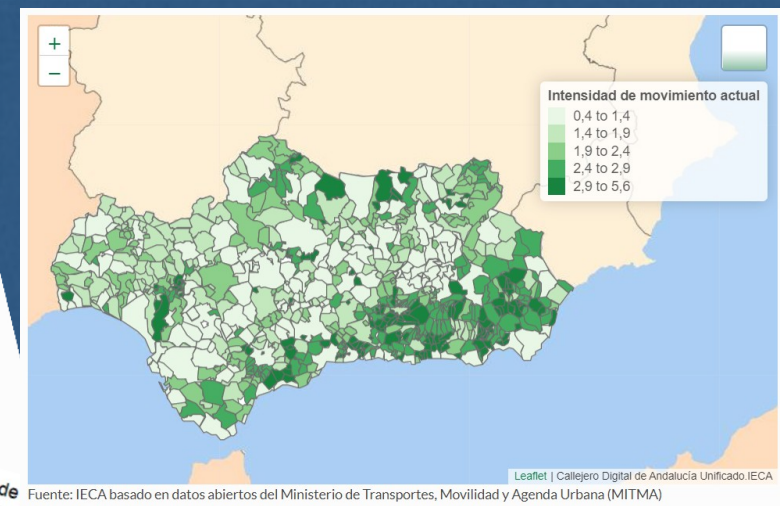 +
−
Intensidad de movimiento actual
0,4 to 1,4
1,4 to 1,9
1,9 to 2,4
2,4 to 2,9
2,9 to 5,6
Leaflet | Callejero Digital de Andalucía Unificado.IECA
de
Fuente: IECA basado en datos abiertos del Ministerio de Transportes, Movilidad y Agenda Urbana (MITMA)